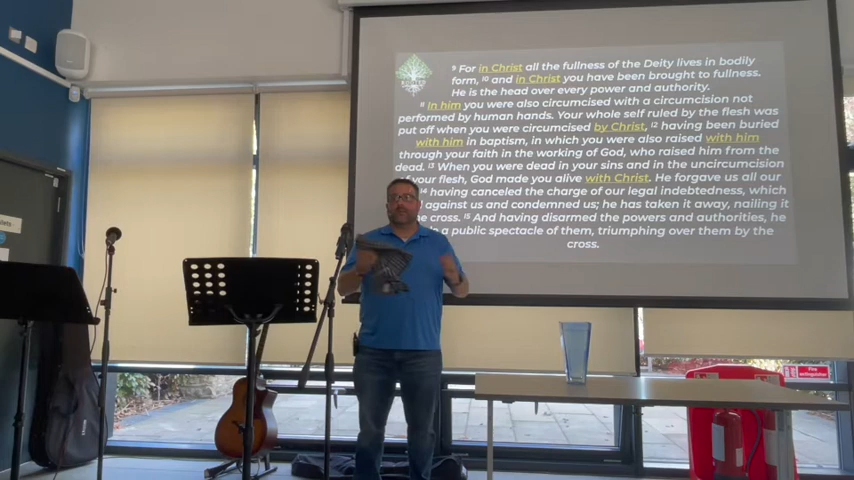 ⁹ For in Christ all the fullness of the Deity lives in bodily
form, ¹⁰ and in Christ you have been brought to fullness.
He is the head over every power and authority.
¹¹ In him you were also circumcised with a circumcision not
performed by human hands. Your whole self ruled by the flesh was
put off when you were circumcised by Christ, ¹² having been buried
with him in baptism, in which you were also raised with him
through your faith in the working of God, who raised him from the
dead. ¹³ When you were dead in your sins and in the uncircumcision
of your flesh, God made you alive with Christ. He forgave us all our
¹⁴ having canceled the charge of our legal indebtedness, which
against us and condemned us; he has taken it away, nailing it
cross. ¹⁵ And having disarmed the powers and authorities, he
a public spectacle of them, triumphing over them by the
cross.
Fire
extinguisher